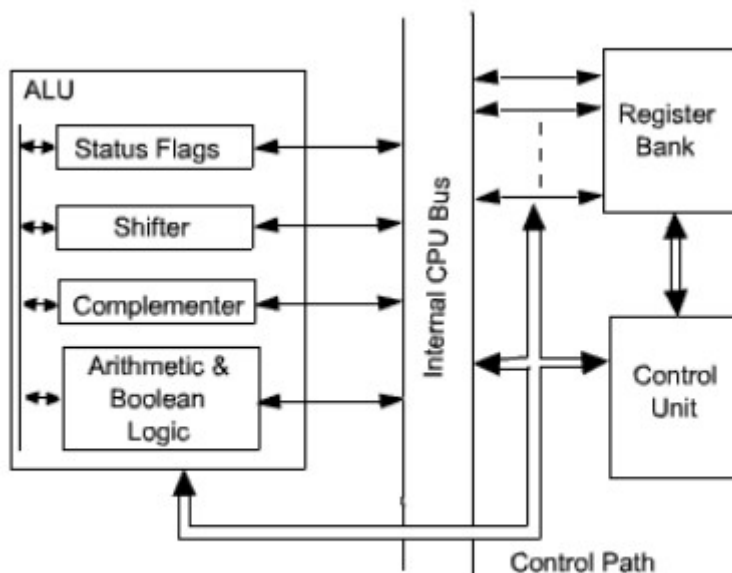 ALU
Status Flags
Shifter
Complementer
Arithmetic &
Boolean
Logic
Internal CPU Bus
Register
Bank
Control
Unit
Control Path